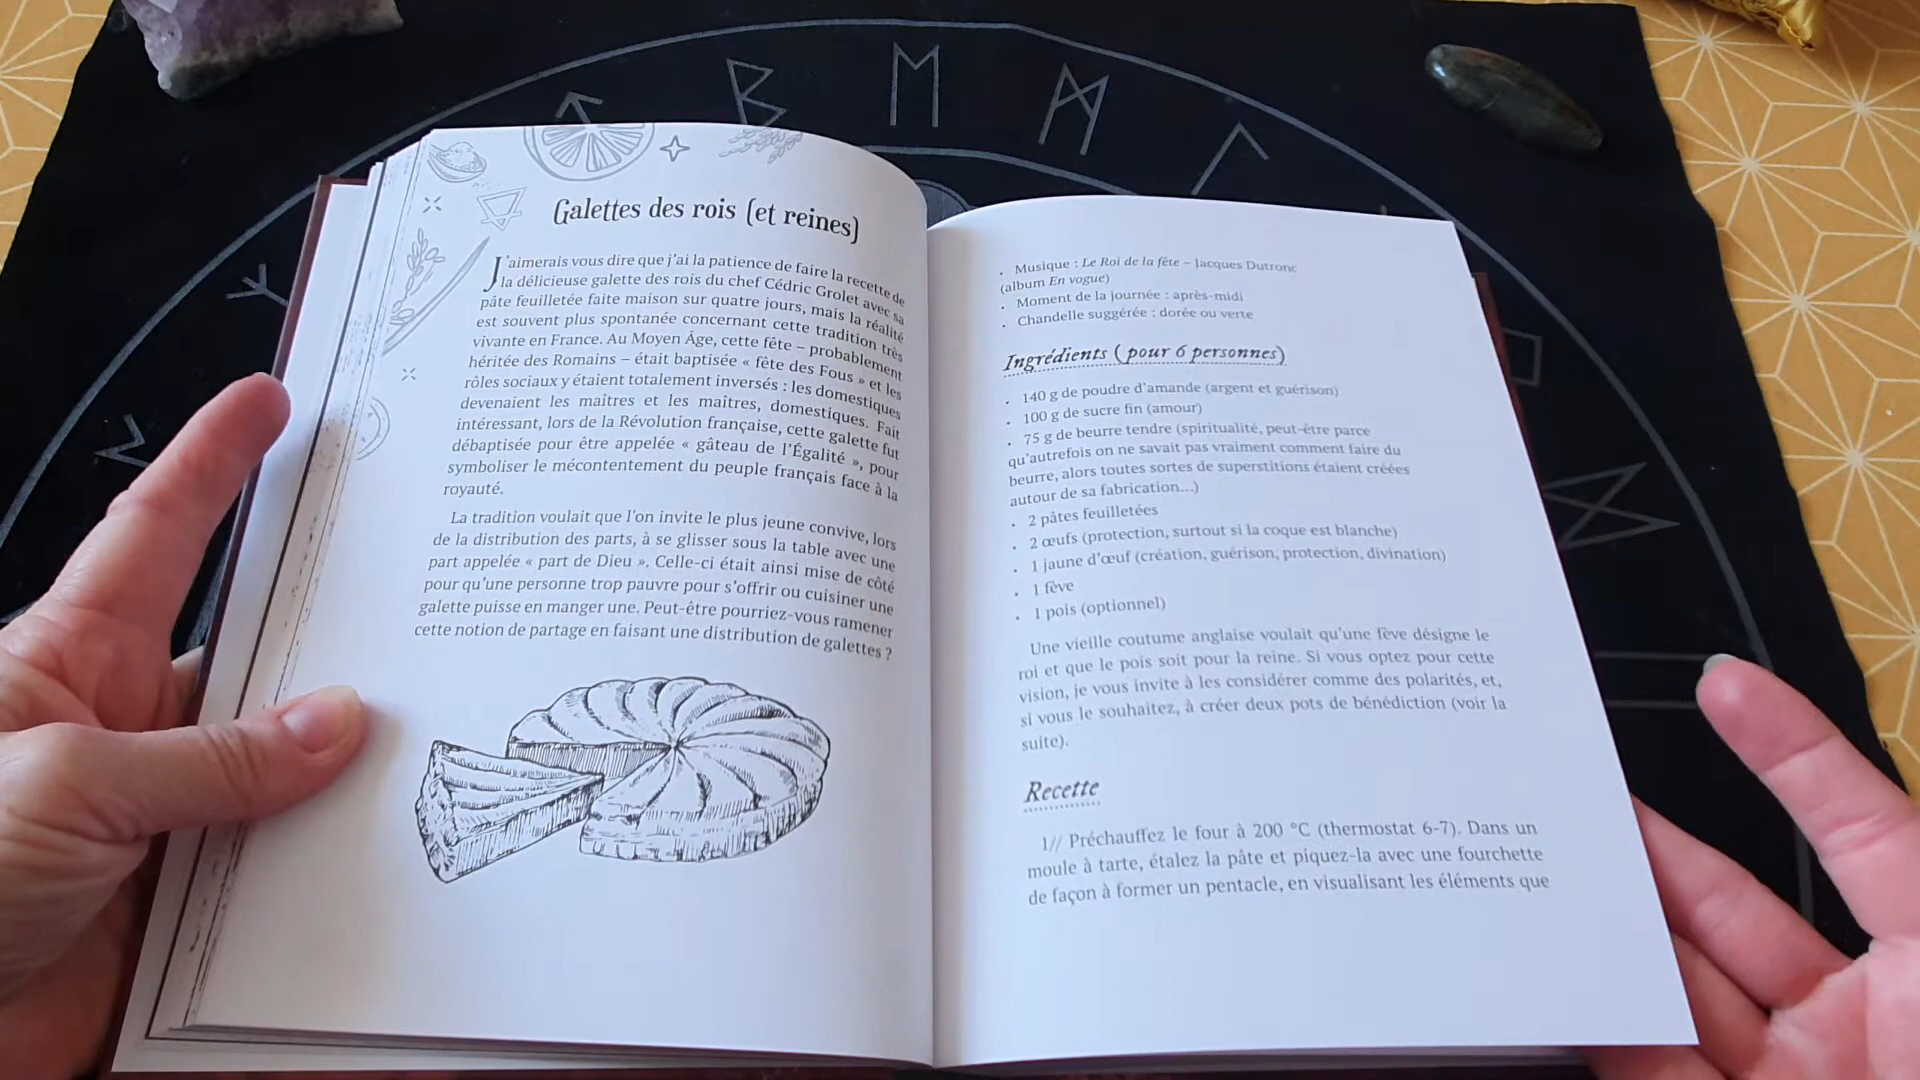 Galettes des rois (et reines)
J'aimerais vous dire que j'ai la patience de faire la recette de
la délicieuse galette des rois du chef Cédric Grolet avec sa
pâte feuilletée faite maison sur quatre jours, mais la réalité
est souvent plus spontanée concernant cette tradition très
vivante en France. Au Moyen Âge, cette fête – probablement
héritée des Romains – était baptisée « fête des Fous » et les
rôles sociaux y étaient totalement inversés : les domestiques
devenaient les maîtres et les maîtres, domestiques. Fait
intéressant, lors de la Révolution française, cette galette fut
débaptisée pour être appelée « gâteau de l'Égalité », pour
symboliser le mécontentement du peuple français face à la
royauté.
La tradition voulait que l'on invite le plus jeune convive, lors
de la distribution des parts, à se glisser sous la table avec une
part appelée « part de Dieu ». Celle-ci était ainsi mise de côté
pour qu'une personne trop pauvre pour s'offrir ou cuisiner une
galette puisse en manger une. Peut-être pourriez-vous ramener
cette notion de partage en faisant une distribution de galettes ?
• Musique : Le Roi de la fête – Jacques Dutronc
(album En vogue)
• Moment de la journée : après-midi
• Chandelle suggérée : dorée ou verte
Ingrédients (pour 6 personnes)
• 140 g de poudre d'amande (argent et guérison)
• 100 g de sucre fin (amour)
• 75 g de beurre tendre (spiritualité, peut-être parce
qu'autrefois on ne savait pas vraiment comment faire du
beurre, alors toutes sortes de superstitions étaient créées
autour de sa fabrication...)
• 2 pâtes feuilletées
• 2 œufs (protection, surtout si la coque est blanche)
• 1 jaune d'œuf (création, guérison, protection, divination)
• 1 fève
• 1 pois (optionnel)
Une vieille coutume anglaise voulait qu'une fève désigne le
roi et que le pois soit pour la reine. Si vous optez pour cette
vision, je vous invite à les considérer comme des polarités, et,
si vous le souhaitez, à créer deux pots de bénédiction (voir la
suite).
Recette
1// Préchauffez le four à 200 °C (thermostat 6-7). Dans un
moule à tarte, étalez la pâte et piquez-la avec une fourchette
de façon à former un pentacle, en visualisant les éléments que